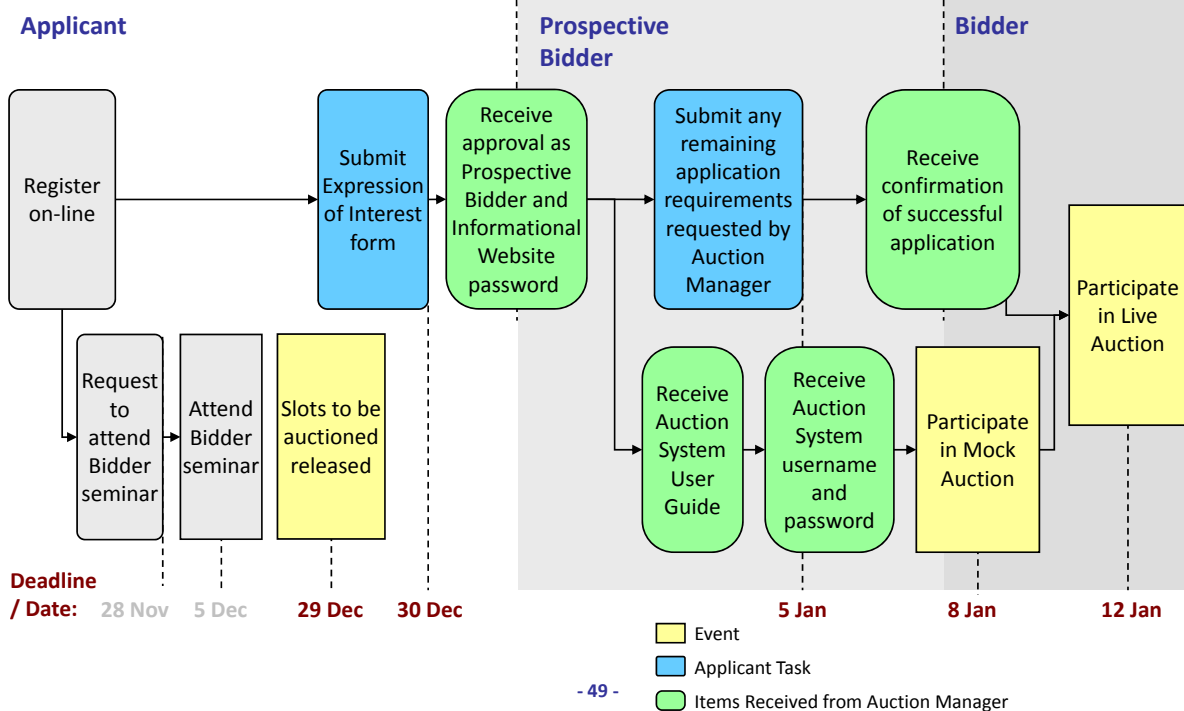 Applicant
Prospective
Bidder
Bidder
Register
on-line
Submit
Expression
of Interest
form
Receive
approval as
Prospective
Bidder and
Informational
Website
password
Submit any
remaining
application
requirements
requested by
Auction
Manager
Receive
confirmation
of successful
application
Participate
in Live
Auction
Request
to
attend
Bidder
seminar
Attend
Bidder
seminar
Slots to be
auctioned
released
Receive
Auction
System
User
Guide
Receive
Auction
System
username
and
password
Participate
in Mock
Auction
Deadline
/ Date:
28 Nov
5 Dec
29 Dec
30 Dec
5 Jan
8 Jan
12 Jan
Event
Applicant Task
Items Received from Auction Manager
- 49 -